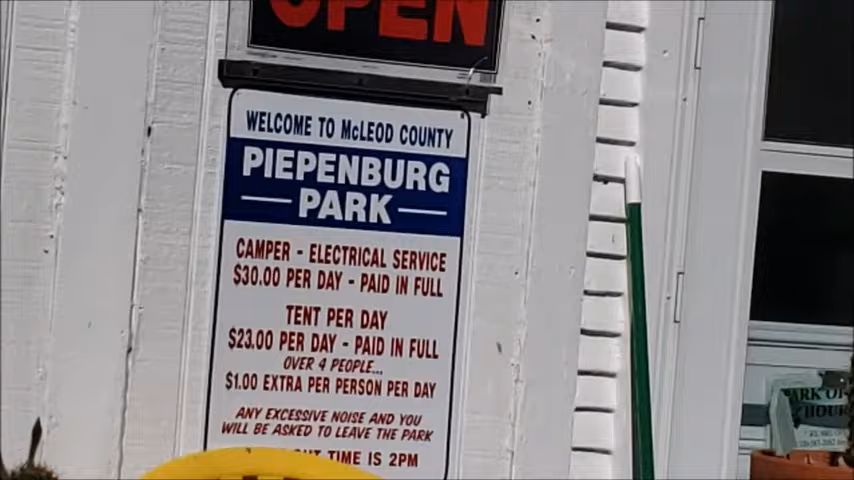 OPEN
WELCOME TO McLEOD COUNTY
PIEPENBURG
PARK
CAMPER - ELECTRICAL SERVICE
$30.00 PER DAY - PAID IN FULL
TENT PER DAY
$23.00 PER DAY - PAID IN FULL
OVER 4 PEOPLE...
$1.00 EXTRA PER PERSON PER DAY
ANY EXCESSIVE NOISE AND YOU
WILL BE ASKED TO LEAVE THE PARK
TIME IS 2PM